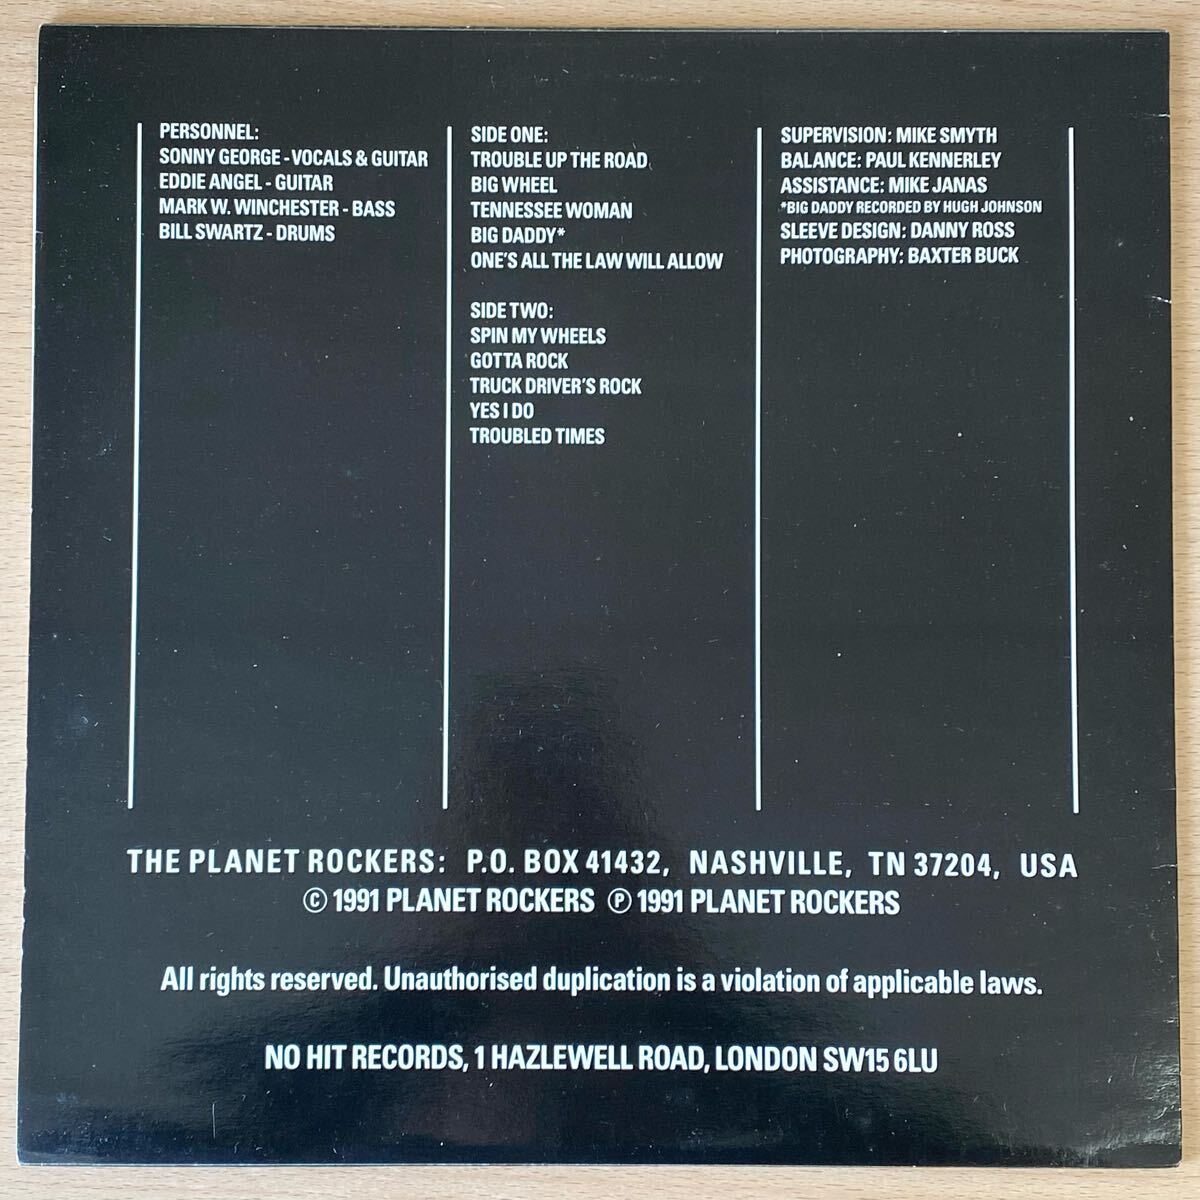 PERSONNEL:
SONNY GEORGE - VOCALS & GUITAR
EDDIE ANGEL - GUITAR
MARK W. WINCHESTER - BASS
BILL SWARTZ - DRUMS
SIDE ONE:
TROUBLE UP THE ROAD
BIG WHEEL
TENNESSEE WOMAN
BIG DADDY*
ONE'S ALL THE LAW WILL ALLOW
SIDE TWO:
SPIN MY WHEELS
GOTTA ROCK
TRUCK DRIVER'S ROCK
YES I DO
TROUBLED TIMES
SUPERVISION: MIKE SMYTH
BALANCE: PAUL KENNERLEY
ASSISTANCE: MIKE JANAS
*BIG DADDY RECORDED BY HUGH JOHNSON
SLEEVE DESIGN: DANNY ROSS
PHOTOGRAPHY: BAXTER BUCK
THE PLANET ROCKERS: P.O. BOX 41432, NASHVILLE, TN 37204, USA
© 1991 PLANET ROCKERS ℗ 1991 PLANET ROCKERS
All rights reserved. Unauthorised duplication is a violation of applicable laws.
NO HIT RECORDS, 1 HAZLEWELL ROAD, LONDON SW15 6LU